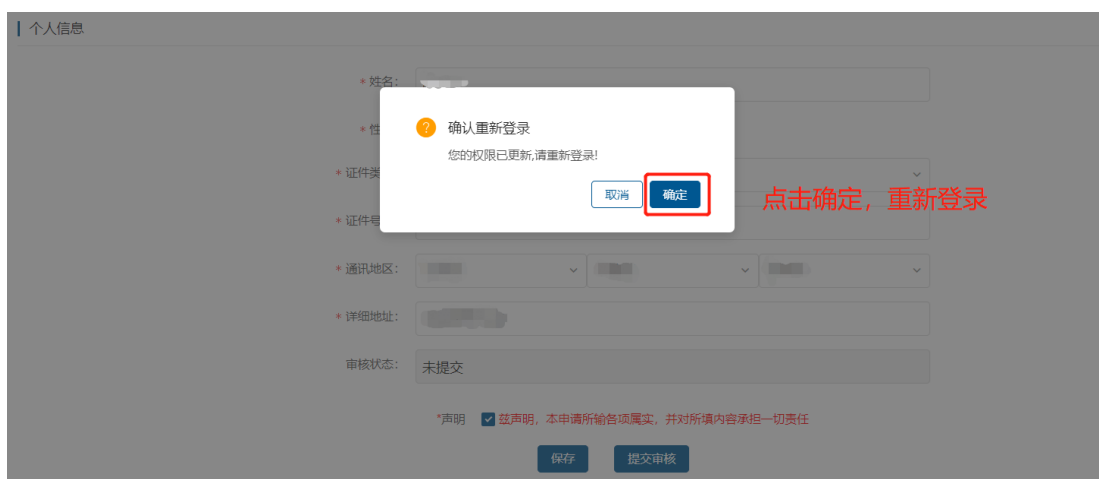 个人信息
* 姓名:
* 性
确认重新登录
您的权限已更新,请重新登录!
* 证件类
取消 确定
点击确定，重新登录
* 证件号
* 通讯地区:
* 详细地址:
审核状态: 未提交
*声明 兹声明，本申请所输各项属实，并对所填内容承担一切责任
保存 提交审核